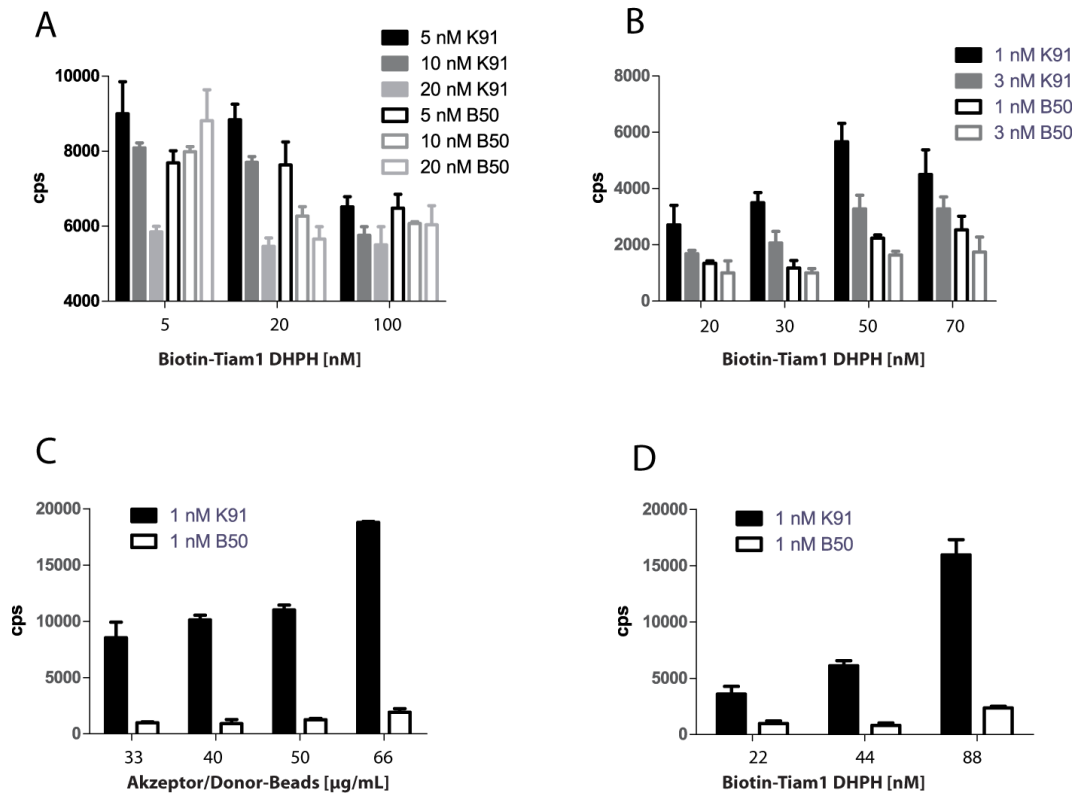 A
5 nM K91
10 nM K91
20 nM K91
5 nM B50
10 nM B50
20 nM B50
10000
8000
6000
4000
cps
5 20 100
Biotin-Tiam1 DHPH [nM]
B
1 nM K91
3 nM K91
1 nM B50
3 nM B50
8000
6000
4000
2000
0
cps
20 30 50 70
Biotin-Tiam1 DHPH [nM]
C
1 nM K91
1 nM B50
20000
15000
10000
5000
0
cps
33 40 50 66
Akzeptor/Donor-Beads [µg/mL]
D
1 nM K91
1 nM B50
20000
15000
10000
5000
0
cps
22 44 88
Biotin-Tiam1 DHPH [nM]